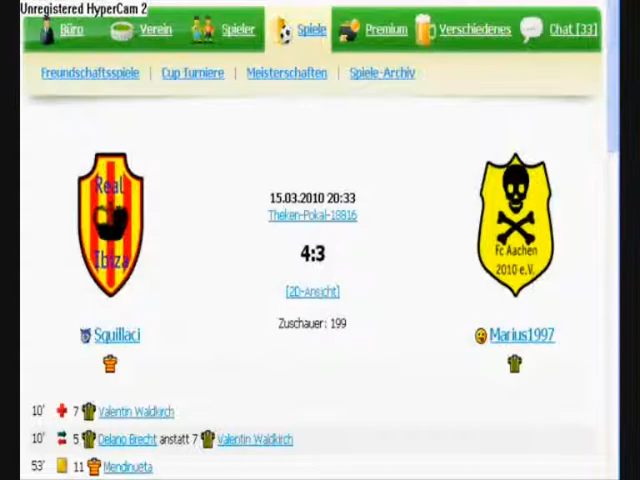 Unregistered HyperCam 2
Büro Verein Spieler Spiele Premium Verschiedenes Chat [33]
Freundschaftsspiele | Cup Turniere | Meisterschaften | Spiele-Archiv
Real
Ibiza
15.03.2010 20:33
Theken-Pokal-18816
4:3
[2D-Ansicht]
Zuschauer: 199
Fc Aachen
2010 e.V.
Squillaci
Marius1997
10' 7 Valentin Waldkirch
10' 5 Delano Brecht anstatt 7 Valentin Waldkirch
53' 11 Mendinueta